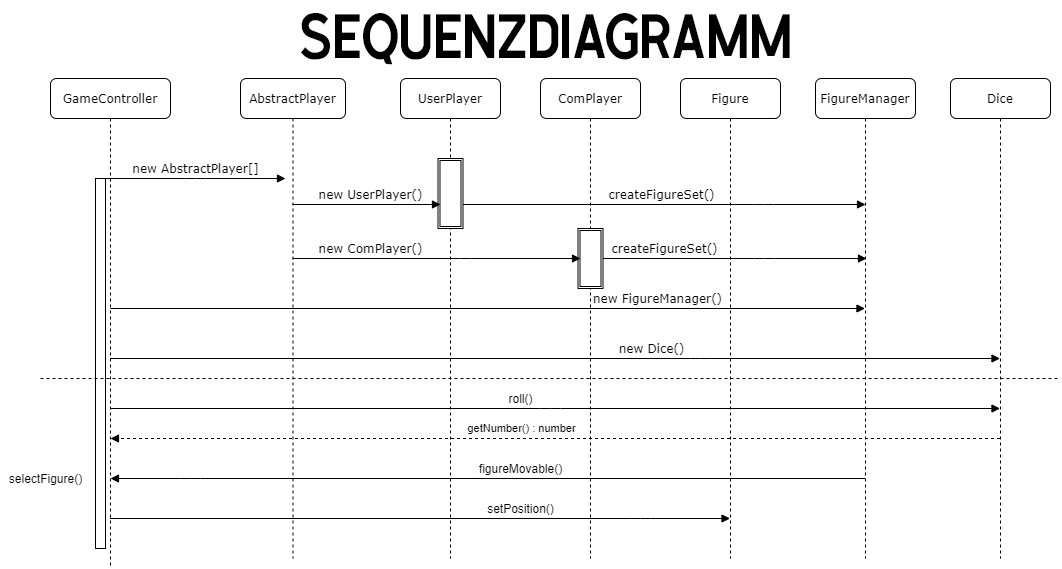 SEQUENZDIAGRAMM
GameController
AbstractPlayer
UserPlayer
ComPlayer
Figure
FigureManager
Dice
new AbstractPlayer[]
new UserPlayer()
createFigureSet()
new ComPlayer()
createFigureSet()
new FigureManager()
new Dice()
roll()
getNumber() : number
figureMovable()
selectFigure()
setPosition()